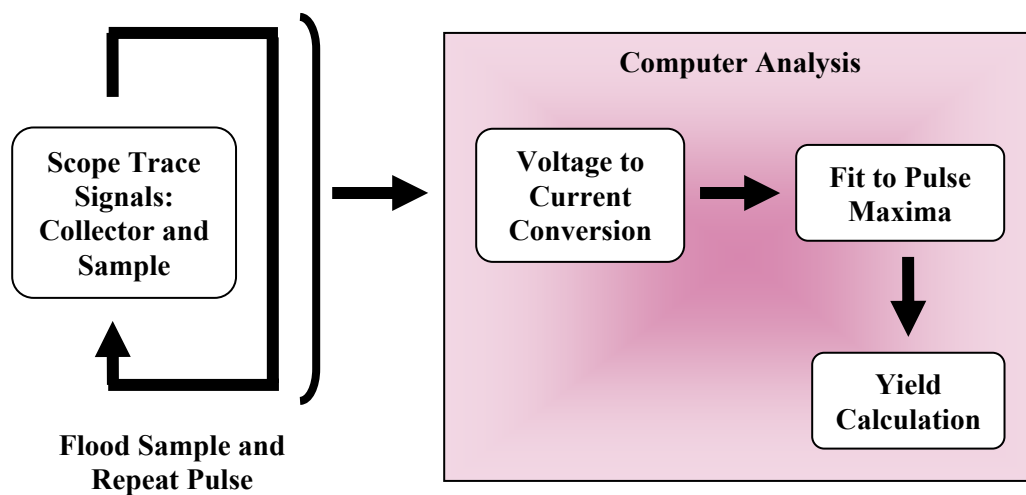 Scope Trace
Signals:
Collector and
Sample
Flood Sample and
Repeat Pulse
Computer Analysis
Voltage to
Current
Conversion
Fit to Pulse
Maxima
Yield
Calculation